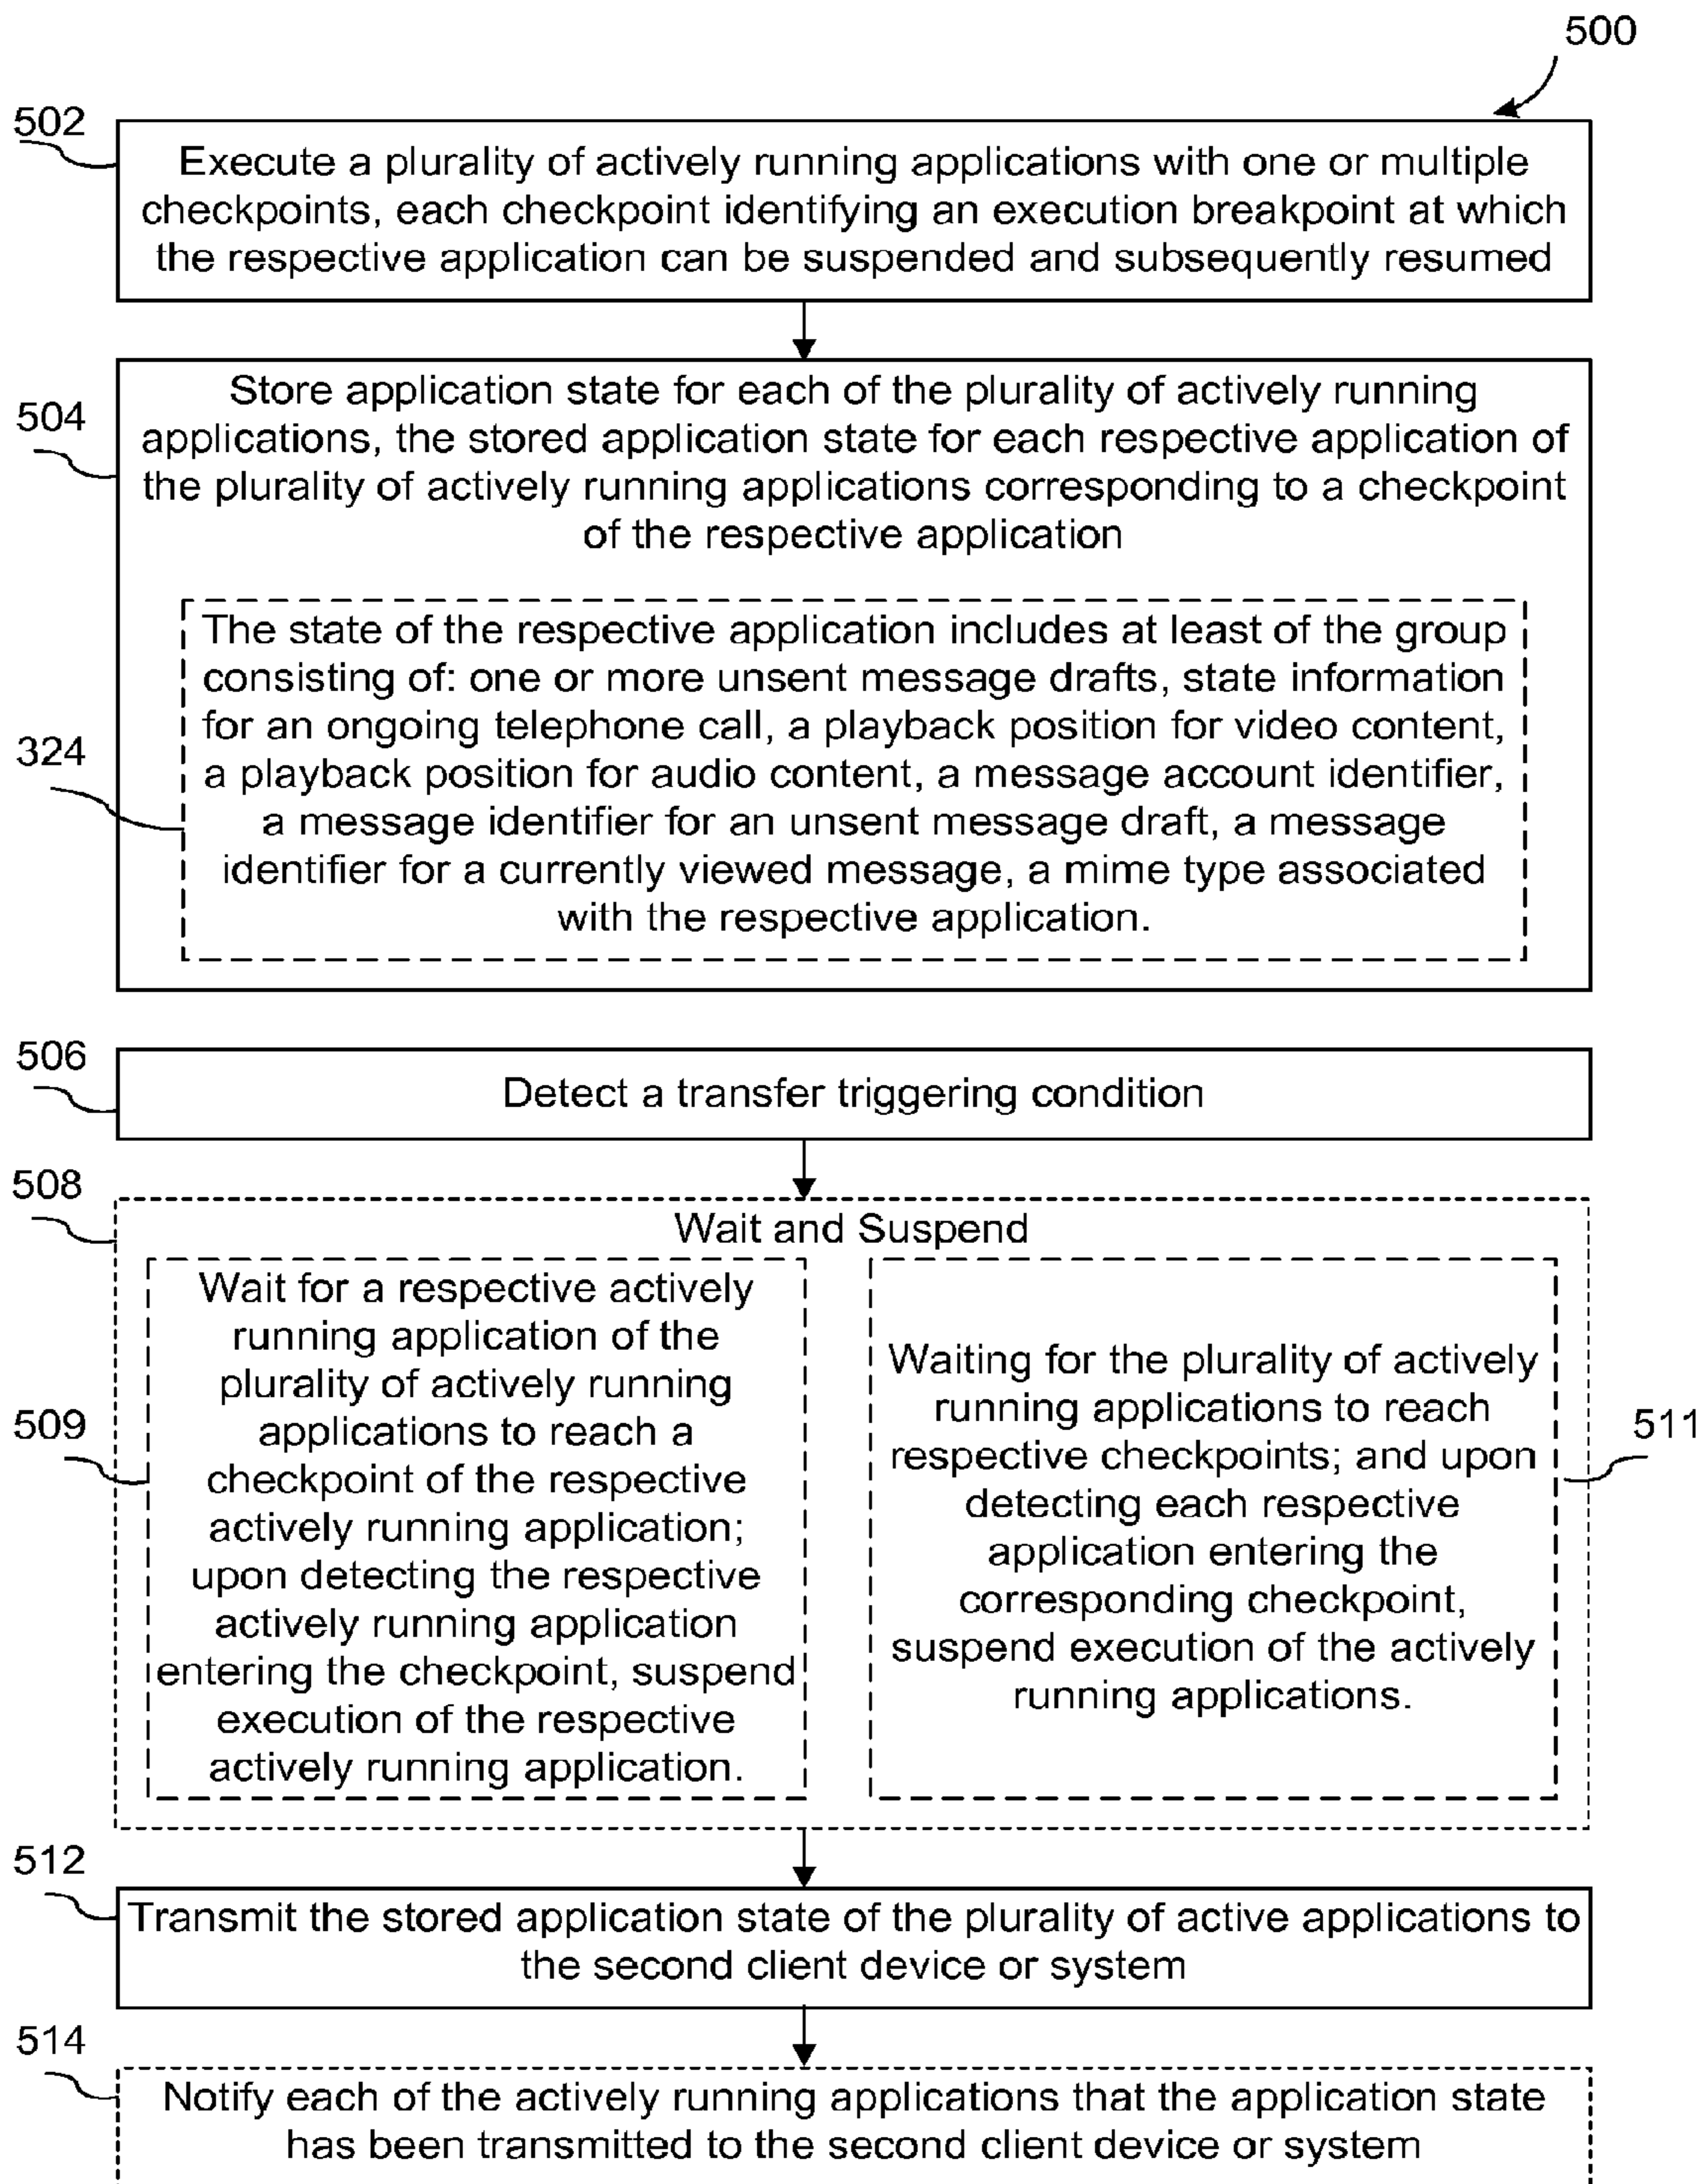 500
502
Execute a plurality of actively running applications with one or multiple
checkpoints, each checkpoint identifying an execution breakpoint at which
the respective application can be suspended and subsequently resumed
504
Store application state for each of the plurality of actively running
applications, the stored application state for each respective application of
the plurality of actively running applications corresponding to a checkpoint
of the respective application
324
The state of the respective application includes at least of the group
consisting of: one or more unsent message drafts, state information
for an ongoing telephone call, a playback position for video content,
a playback position for audio content, a message account identifier,
a message identifier for an unsent message draft, a message
identifier for a currently viewed message, a mime type associated
with the respective application.
506
Detect a transfer triggering condition
508
Wait and Suspend
509
Wait for a respective actively
running application of the
plurality of actively running
applications to reach a
checkpoint of the respective
actively running application;
upon detecting the respective
actively running application
entering the checkpoint, suspend
execution of the respective
actively running application.
Waiting for the plurality of actively
running applications to reach
respective checkpoints; and upon
detecting each respective
application entering the
corresponding checkpoint,
suspend execution of the actively
running applications.
511
512
Transmit the stored application state of the plurality of active applications to
the second client device or system
514
Notify each of the actively running applications that the application state
has been transmitted to the second client device or system